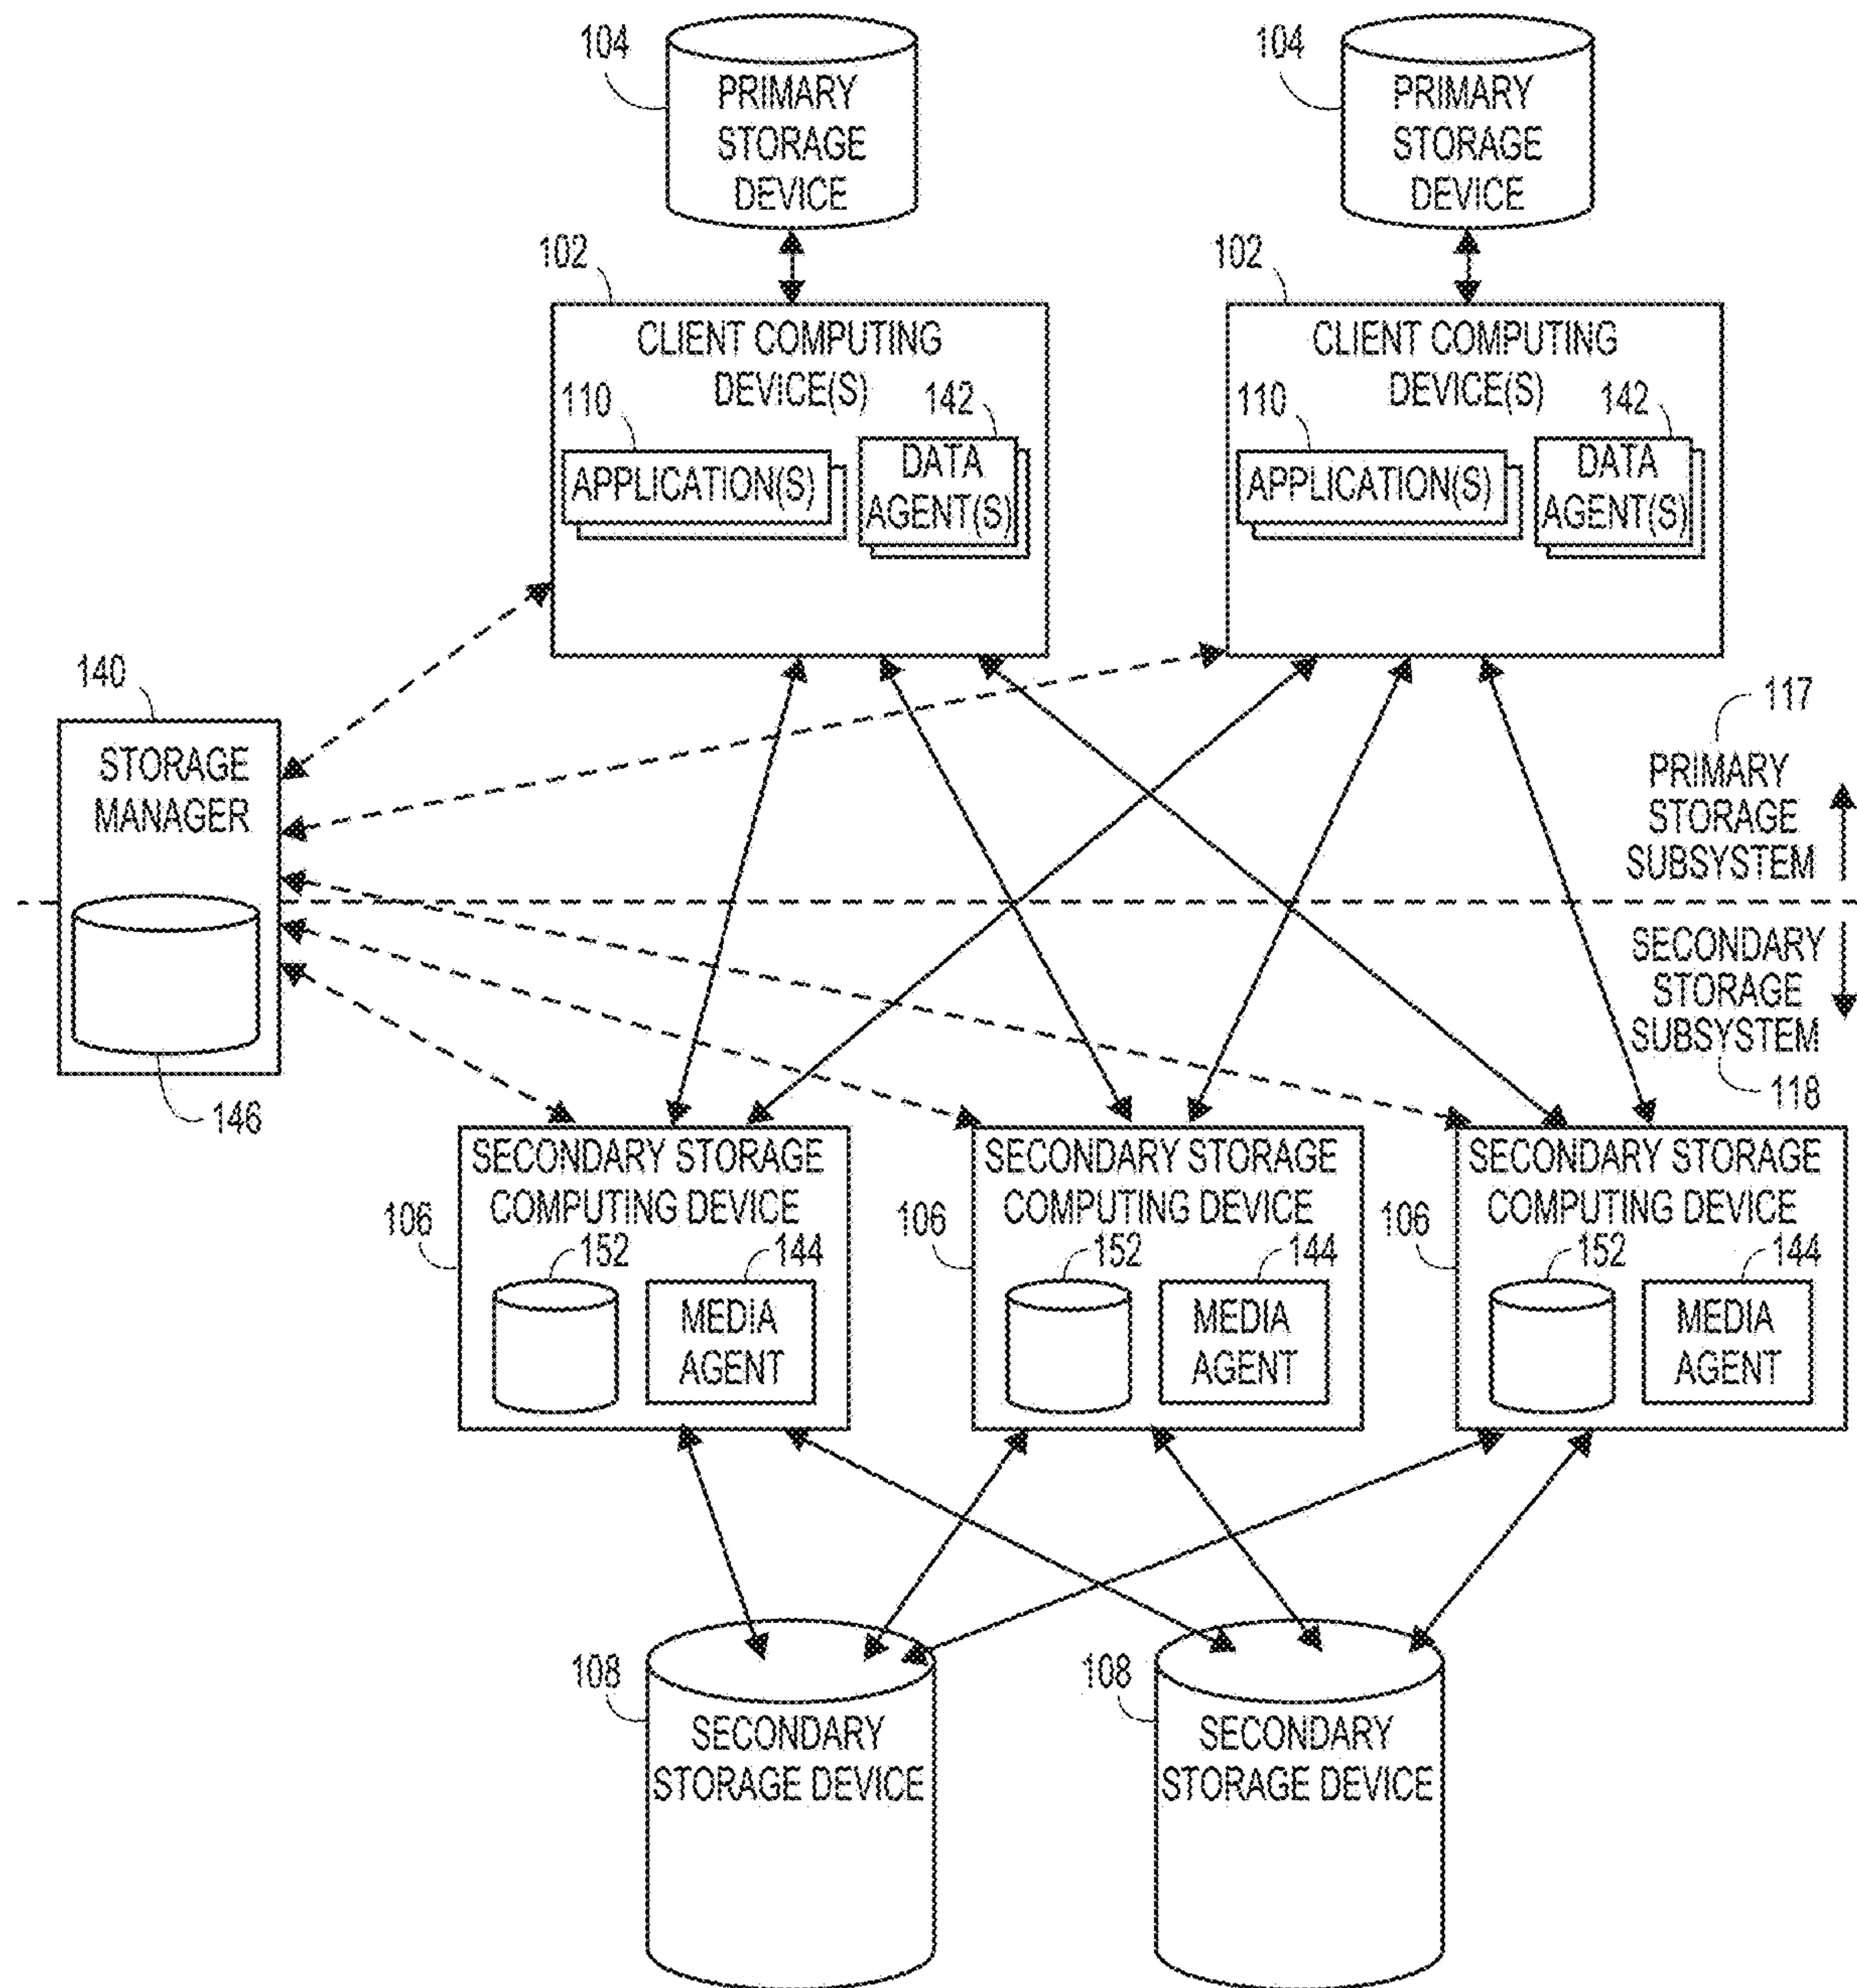 104
PRIMARY
STORAGE
DEVICE
104
PRIMARY
STORAGE
DEVICE
102
CLIENT COMPUTING
DEVICE(S)
110
142
APPLICATION(S)
DATA
AGENT(S)
102
CLIENT COMPUTING
DEVICE(S)
110
142
APPLICATION(S)
DATA
AGENT(S)
140
STORAGE
MANAGER
146
117
PRIMARY
STORAGE
SUBSYSTEM
SECONDARY
STORAGE
SUBSYSTEM
118
106
SECONDARY STORAGE
COMPUTING DEVICE
152
144
MEDIA
AGENT
106
SECONDARY STORAGE
COMPUTING DEVICE
152
144
MEDIA
AGENT
106
SECONDARY STORAGE
COMPUTING DEVICE
152
144
MEDIA
AGENT
108
SECONDARY
STORAGE DEVICE
108
SECONDARY
STORAGE DEVICE